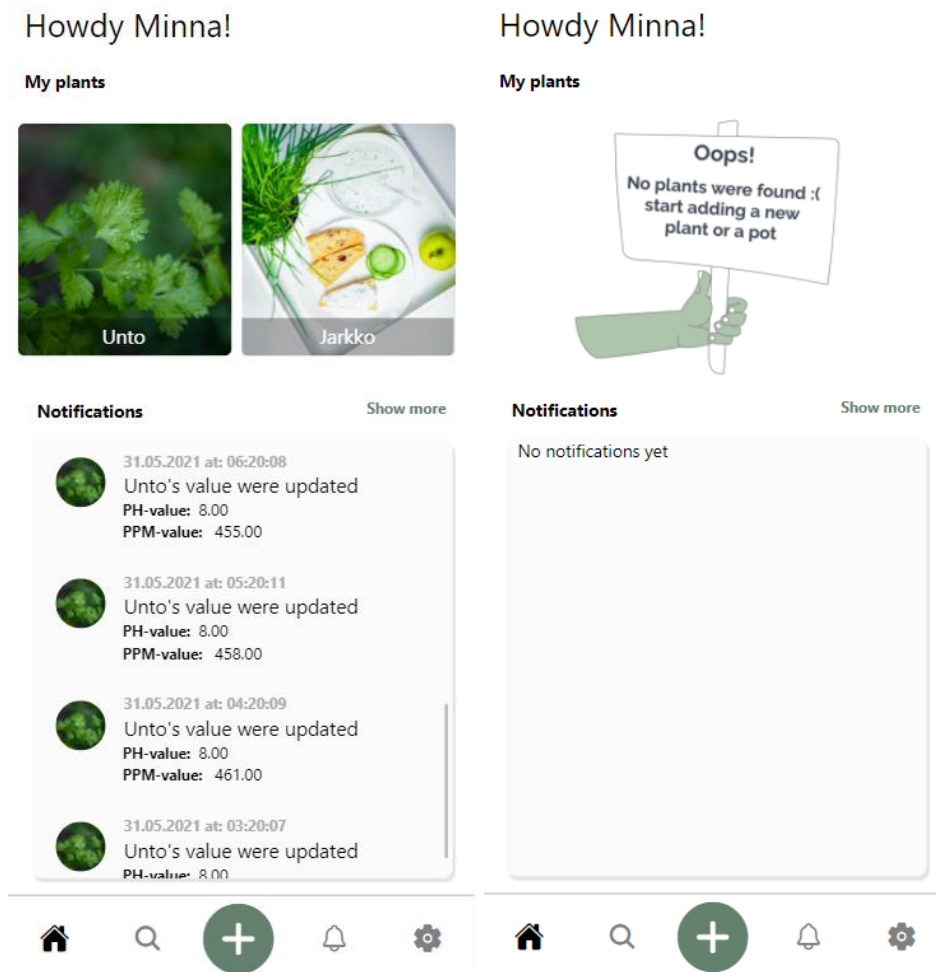 Howdy Minna!
My plants
Unto
Jarkko
Notifications
Show more
31.05.2021 at: 06:20:08
Unto's value were updated
PH-value: 8.00
PPM-value: 455.00
31.05.2021 at: 05:20:11
Unto's value were updated
PH-value: 8.00
PPM-value: 458.00
31.05.2021 at: 04:20:09
Unto's value were updated
PH-value: 8.00
PPM-value: 461.00
31.05.2021 at: 03:20:07
Unto's value were updated
PH-value: 8.00
Howdy Minna!
My plants
Oops!
No plants were found :(
start adding a new
plant or a pot
Notifications
Show more
No notifications yet